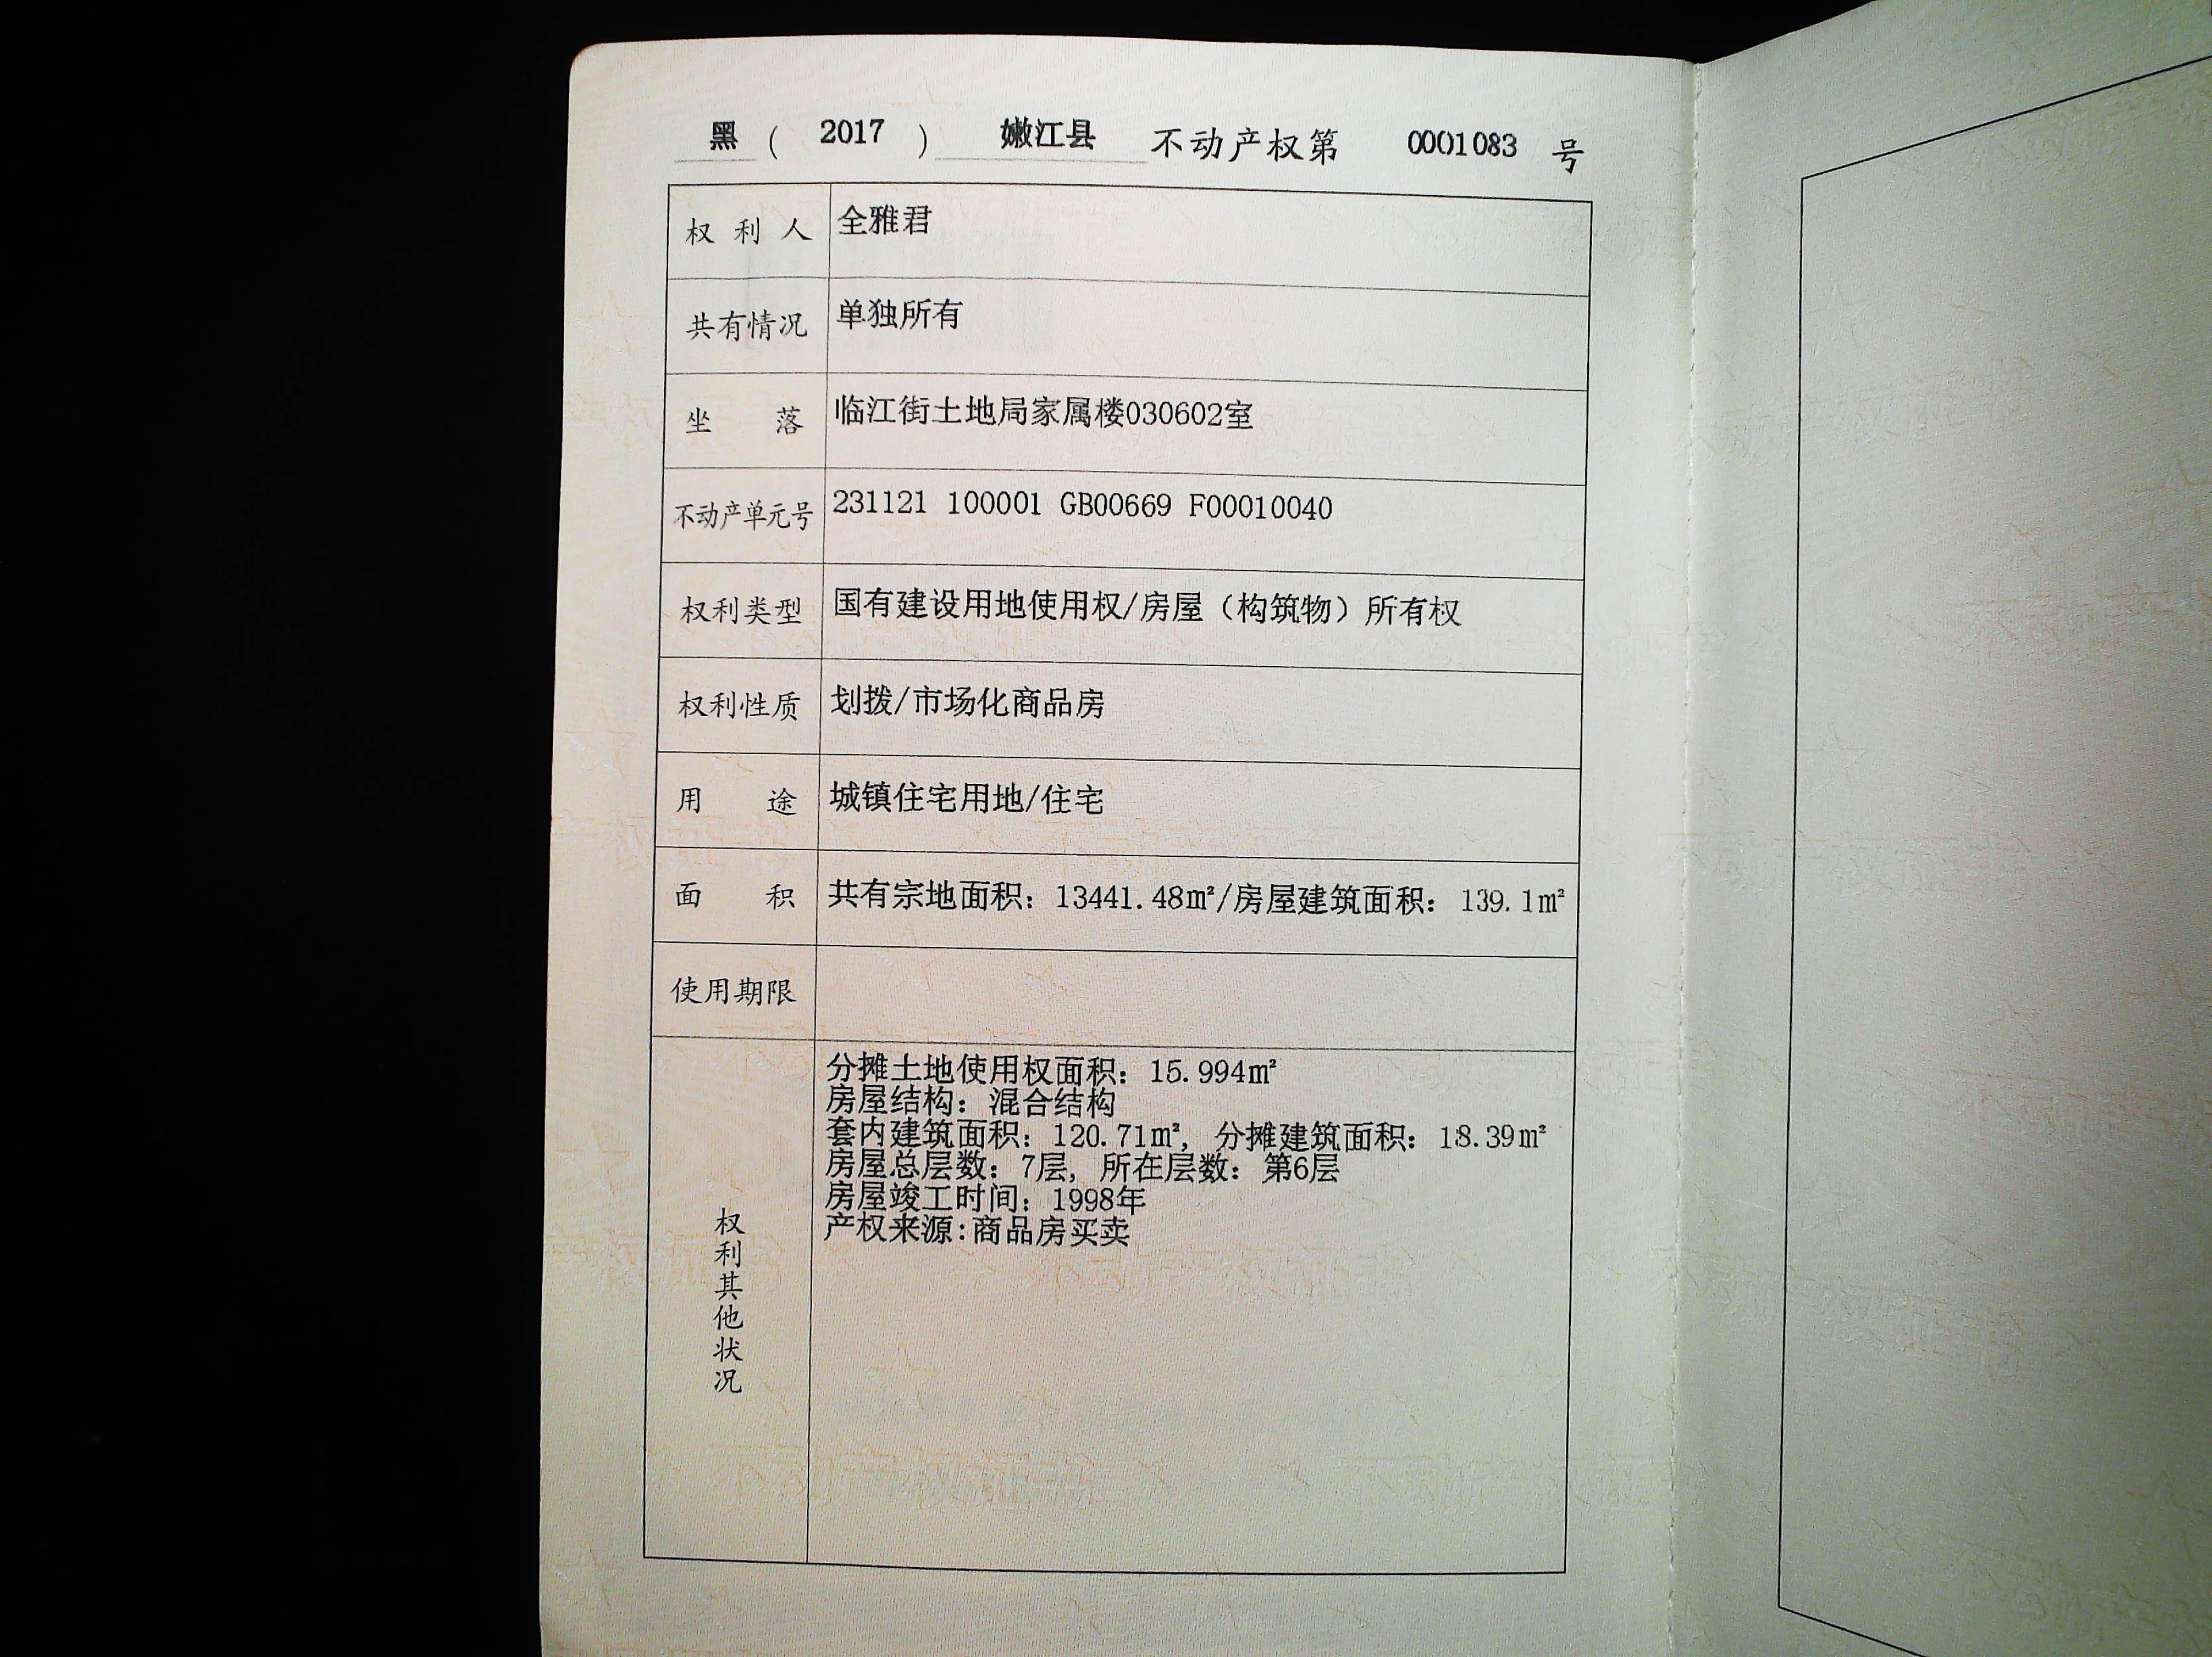 黑（ 2017 ） 嫩江县 不动产权第 0001083 号
权利人 全雅君
共有情况 单独所有
坐落 临江街土地局家属楼030602室
不动产单元号 231121 100001 GB00669 F00010040
权利类型 国有建设用地使用权/房屋（构筑物）所有权
权利性质 划拨/市场化商品房
用途 城镇住宅用地/住宅
面积 共有宗地面积：13441.48㎡/房屋建筑面积：139.1㎡
使用期限
权利其他状况
分摊土地使用权面积：15.994㎡
房屋结构：混合结构
套内建筑面积：120.71㎡，分摊建筑面积：18.39㎡
房屋总层数：7层，所在层数：第6层
房屋竣工时间：1998年
产权来源:商品房买卖